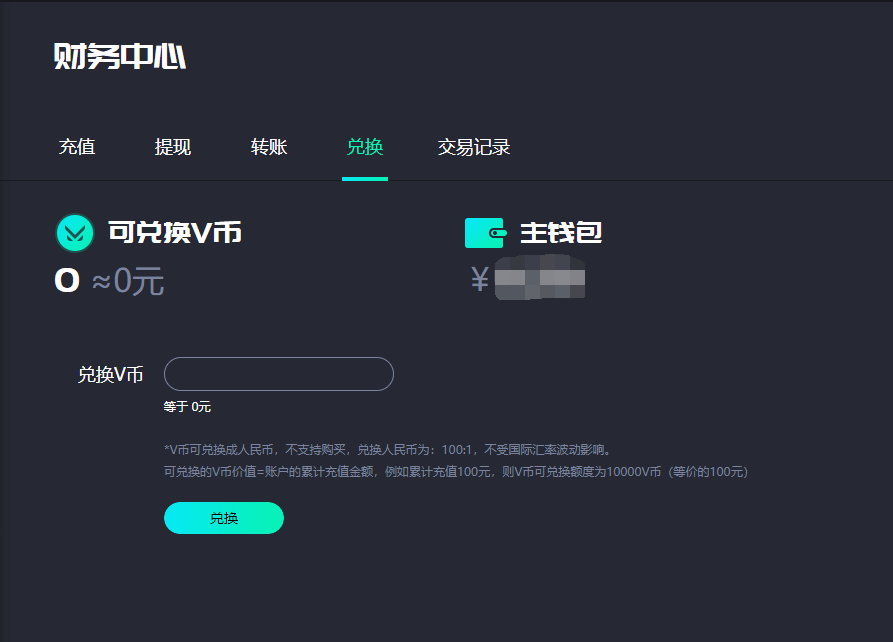 财务中心
充值 提现 转账 兑换 交易记录
可兑换V币 主钱包
0 ≈0元 ¥
兑换V币
等于 0元
*V币可兑换成人民币，不支持购买，兑换人民币为：100:1，不受国际汇率波动影响。
可兑换的V币价值=账户的累计充值金额，例如累计充值100元，则V币可兑换额度为10000V币（等价的100元）
兑换